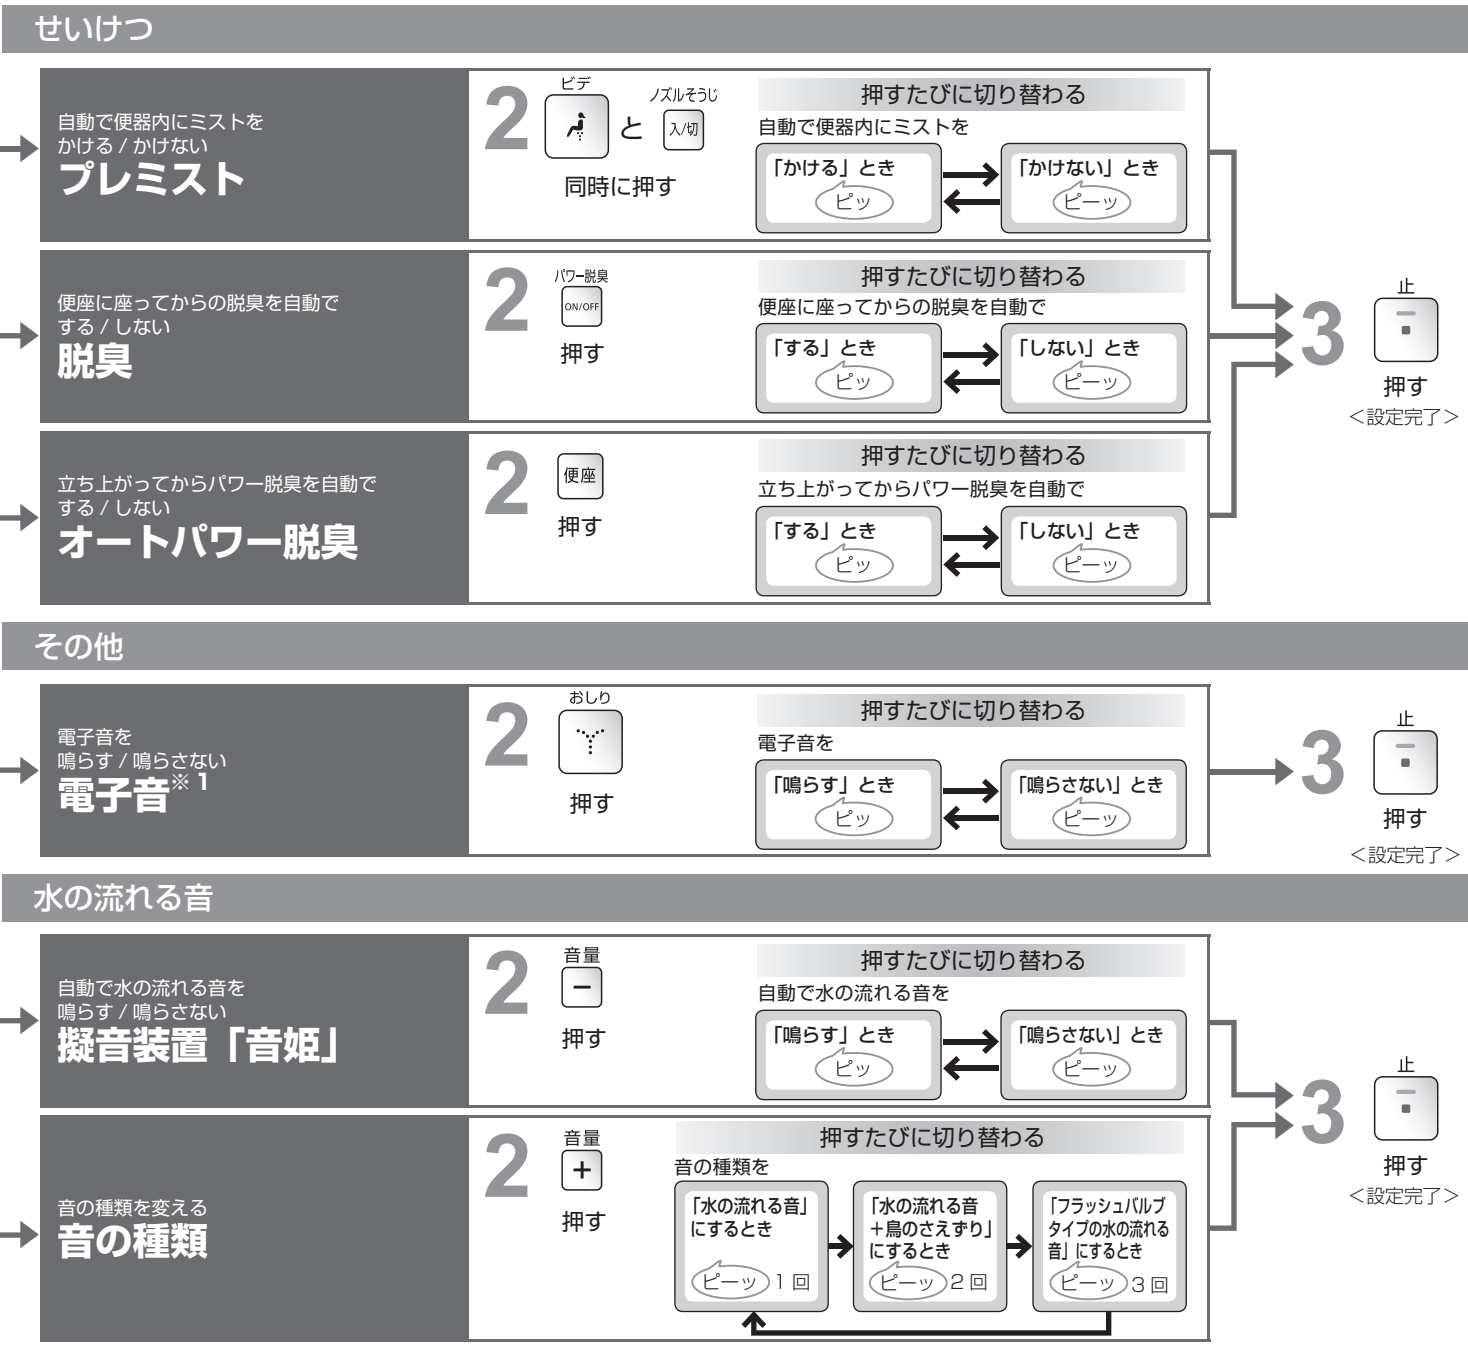 せいけつ
自動で便器内にミストを
かける / かけない
プレミスト
2
ビデ
と
ノズルそうじ
入/切
同時に押す
押すたびに切り替わる
自動で便器内にミストを
「かける」とき
ピッ
「かけない」とき
ピーッ
便座に座ってからの脱臭を自動で
する / しない
脱臭
2
パワー脱臭
ON/OFF
押す
押すたびに切り替わる
便座に座ってからの脱臭を自動で
「する」とき
ピッ
「しない」とき
ピーッ
立ち上がってからパワー脱臭を自動で
する / しない
オートパワー脱臭
2
便座
押す
押すたびに切り替わる
立ち上がってからパワー脱臭を自動で
「する」とき
ピッ
「しない」とき
ピーッ
3
止
押す
＜設定完了＞
その他
電子音を
鳴らす / 鳴らさない
電子音※1
2
おしり
押す
押すたびに切り替わる
電子音を
「鳴らす」とき
ピッ
「鳴らさない」とき
ピーッ
3
止
押す
＜設定完了＞
水の流れる音
自動で水の流れる音を
鳴らす / 鳴らさない
擬音装置「音姫」
2
音量
−
押す
押すたびに切り替わる
自動で水の流れる音を
「鳴らす」とき
ピッ
「鳴らさない」とき
ピーッ
音の種類を変える
音の種類
2
音量
+
押す
押すたびに切り替わる
音の種類を
「水の流れる音」
にするとき
ピーッ 1回
「水の流れる音
＋鳥のさえずり」
にするとき
ピーッ 2回
「フラッシュバルブ
タイプの水の流れる
音」にするとき
ピーッ 3回
3
止
押す
＜設定完了＞